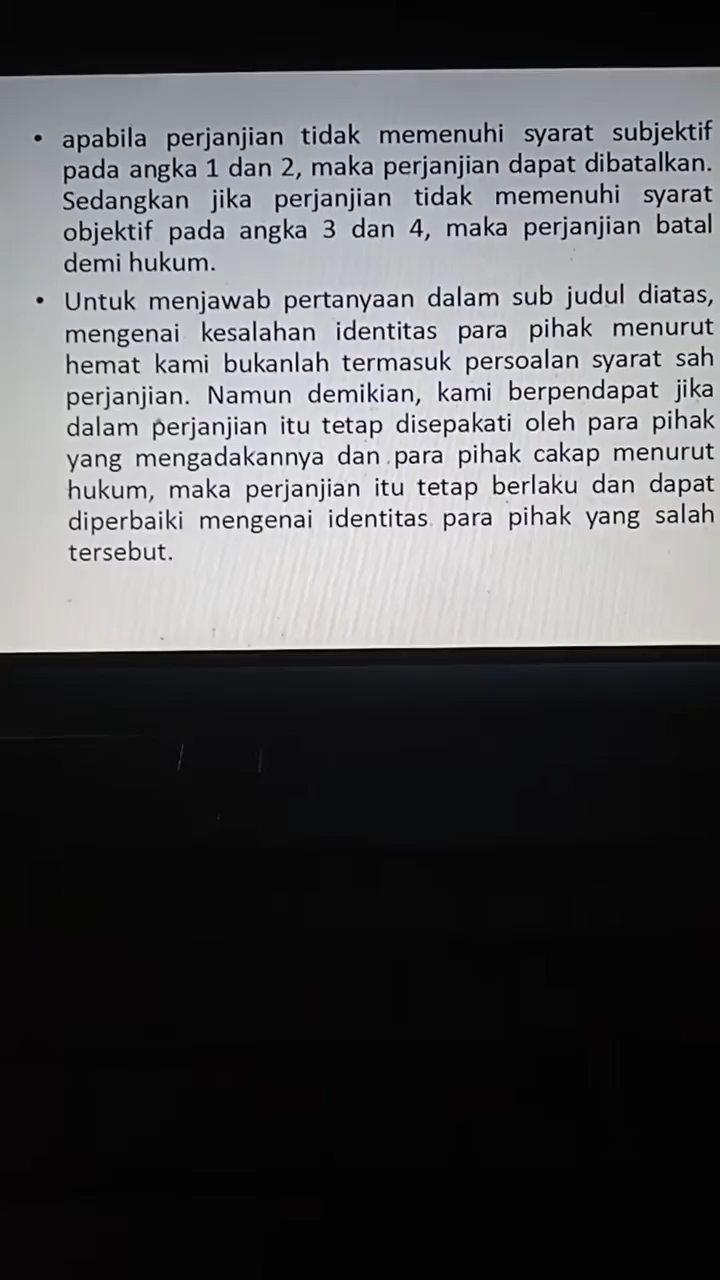 • apabila perjanjian tidak memenuhi syarat subjektif
pada angka 1 dan 2, maka perjanjian dapat dibatalkan.
Sedangkan jika perjanjian tidak memenuhi syarat
objektif pada angka 3 dan 4, maka perjanjian batal
demi hukum.
• Untuk menjawab pertanyaan dalam sub judul diatas,
mengenai kesalahan identitas para pihak menurut
hemat kami bukanlah termasuk persoalan syarat sah
perjanjian. Namun demikian, kami berpendapat jika
dalam perjanjian itu tetap disepakati oleh para pihak
yang mengadakannya dan para pihak cakap menurut
hukum, maka perjanjian itu tetap berlaku dan dapat
diperbaiki mengenai identitas para pihak yang salah
tersebut.